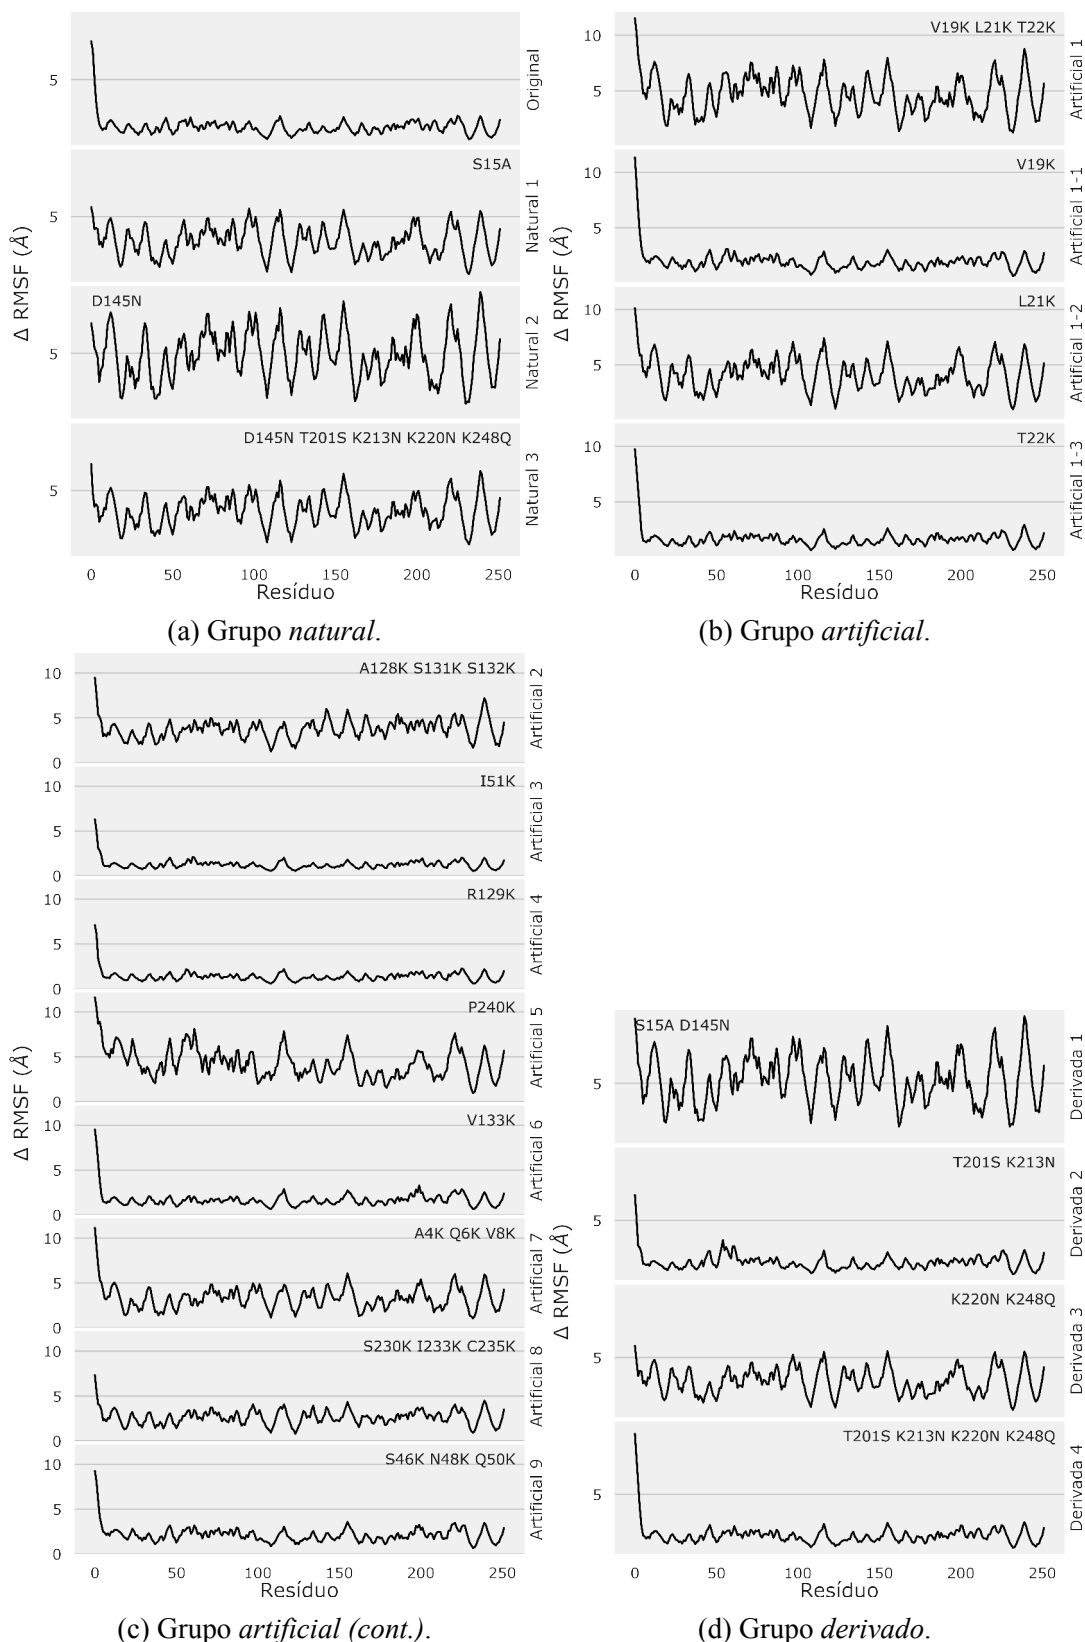 5
Original
S15A
5
Natural 1
D145N
5
Natural 2
D145N T201S K213N K220N K248Q
5
Natural 3
Δ RMSF (Å)
0 50 100 150 200 250
Resíduo
(a) Grupo natural.
V19K L21K T22K
10
5
Artificial 1
V19K
10
5
Artificial 1-1
L21K
10
5
Artificial 1-2
T22K
10
5
Artificial 1-3
0 50 100 150 200 250
Resíduo
(b) Grupo artificial.
A128K S131K S132K
10
5
0
Artificial 2
I51K
10
5
0
Artificial 3
R129K
10
5
0
Artificial 4
P240K
10
5
0
Artificial 5
V133K
10
5
0
Artificial 6
A4K Q6K V8K
10
5
0
Artificial 7
S230K I233K C235K
10
5
0
Artificial 8
S46K N48K Q50K
10
5
0
Artificial 9
Δ RMSF (Å)
0 50 100 150 200 250
Resíduo
(c) Grupo artificial (cont.).
S15A D145N
5
Derivada 1
T201S K213N
5
Derivada 2
K220N K248Q
5
Derivada 3
T201S K213N K220N K248Q
5
Derivada 4
Δ RMSF (Å)
0 50 100 150 200 250
Resíduo
(d) Grupo derivado.